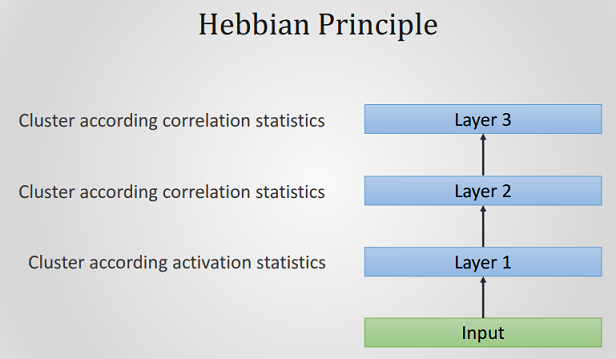 Hebbian Principle
Cluster according correlation statistics
Layer 3
Cluster according correlation statistics
Layer 2
Cluster according activation statistics
Layer 1
Input